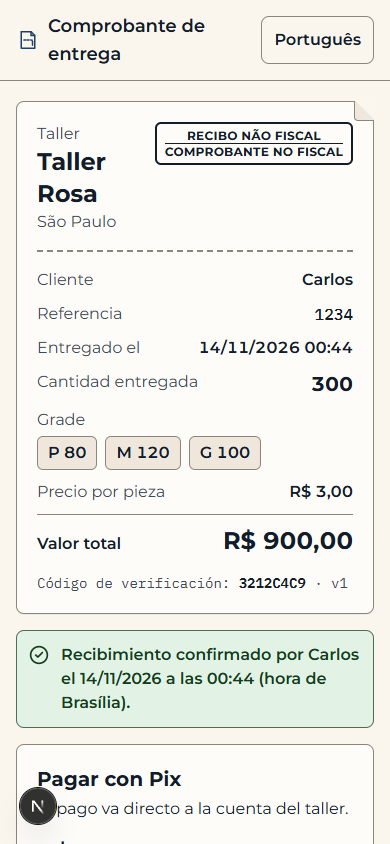 Comprobante de
entrega
Português
Taller
Taller
Rosa
São Paulo
RECIBO NÃO FISCAL
COMPROBANTE NO FISCAL
Cliente Carlos
Referencia 1234
Entregado el 14/11/2026 00:44
Cantidad entregada 300
Grade
P 80 M 120 G 100
Precio por pieza R$ 3,00
Valor total R$ 900,00
Código de verificación: 3212C4C9 · v1
Recibimiento confirmado por Carlos
el 14/11/2026 a las 00:44 (hora de
Brasília).
Pagar con Pix
N
pago va directo a la cuenta del taller.